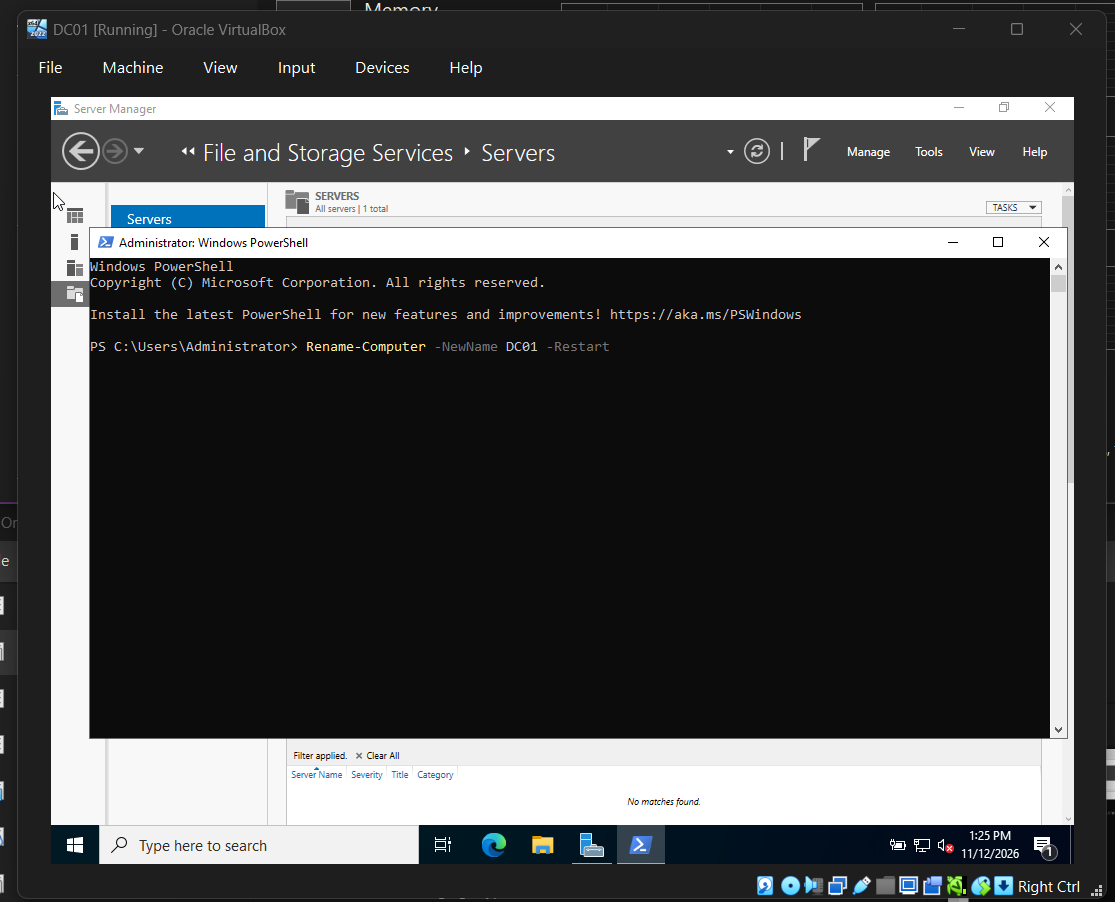 Memory
DC01 [Running] - Oracle VirtualBox
File Machine View Input Devices Help
Server Manager
File and Storage Services Servers
Manage Tools View Help
SERVERS
All servers | 1 total
TASKS
Servers
Administrator: Windows PowerShell
Windows PowerShell
Copyright (C) Microsoft Corporation. All rights reserved.
Install the latest PowerShell for new features and improvements! https://aka.ms/PSWindows
PS C:\Users\Administrator> Rename-Computer -NewName DC01 -Restart
Filter applied. Clear All
Server Name Severity Title Category
No matches found.
Type here to search
1:25 PM
11/12/2026
1
Right Ctrl